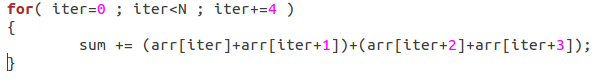 for( iter=0 ; iter<N ; iter+=4 )
{
        sum += (arr[iter]+arr[iter+1])+(arr[iter+2]+arr[iter+3]);
}